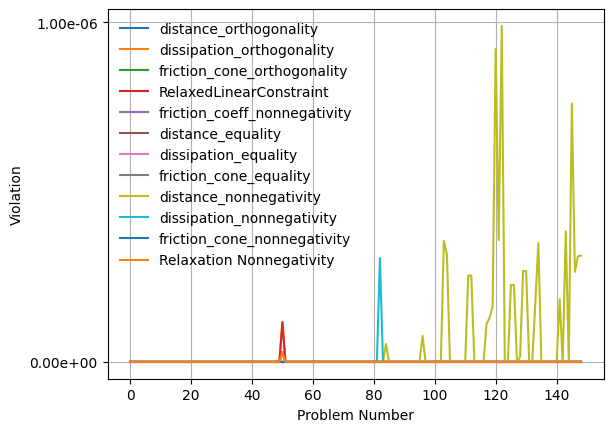 1.00e-06
distance_orthogonality
dissipation_orthogonality
friction_cone_orthogonality
RelaxedLinearConstraint
friction_coeff_nonnegativity
distance_equality
dissipation_equality
friction_cone_equality
distance_nonnegativity
dissipation_nonnegativity
friction_cone_nonnegativity
Relaxation Nonnegativity
Violation
0.00e+00
0 20 40 60 80 100 120 140
Problem Number